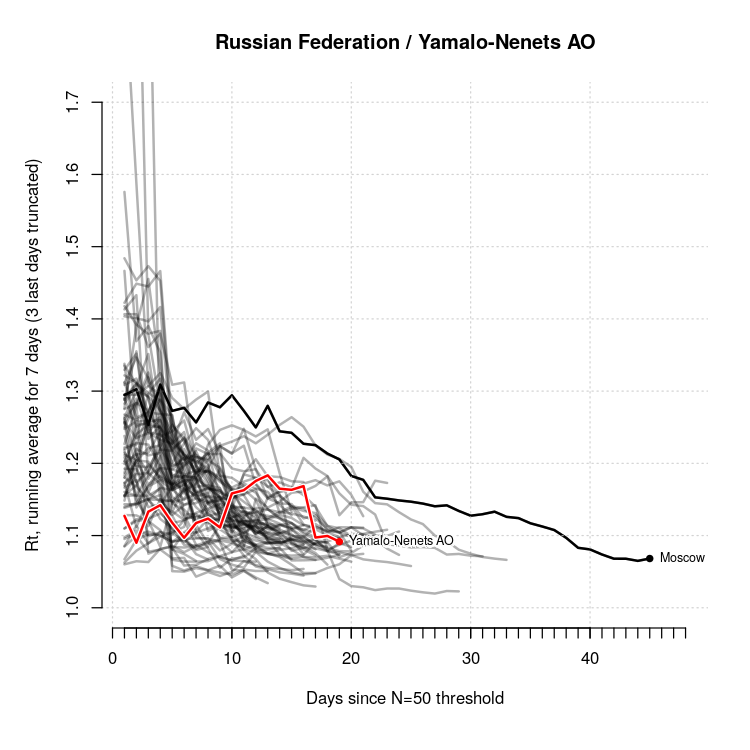 Russian Federation / Yamalo-Nenets AO
Rt, running average for 7 days (3 last days truncated)
1.7
1.6
1.5
1.4
1.3
1.2
1.1
1.0
Yamalo-Nenets AO
Moscow
0 10 20 30 40
Days since N=50 threshold